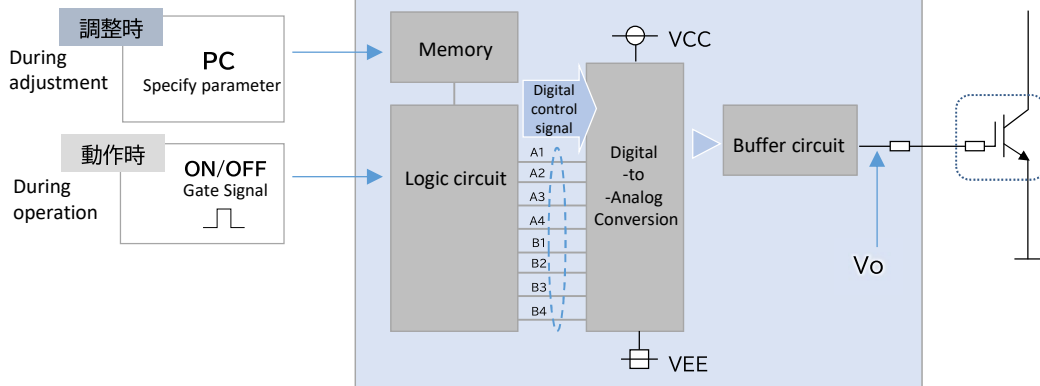 調整時
During
adjustment
PC
Specify parameter
動作時
During
operation
ON/OFF
Gate Signal
Memory
Logic circuit
Digital
control
signal
A1
A2
A3
A4
B1
B2
B3
B4
VCC
Digital
-to
-Analog
Conversion
VEE
Buffer circuit
Vo